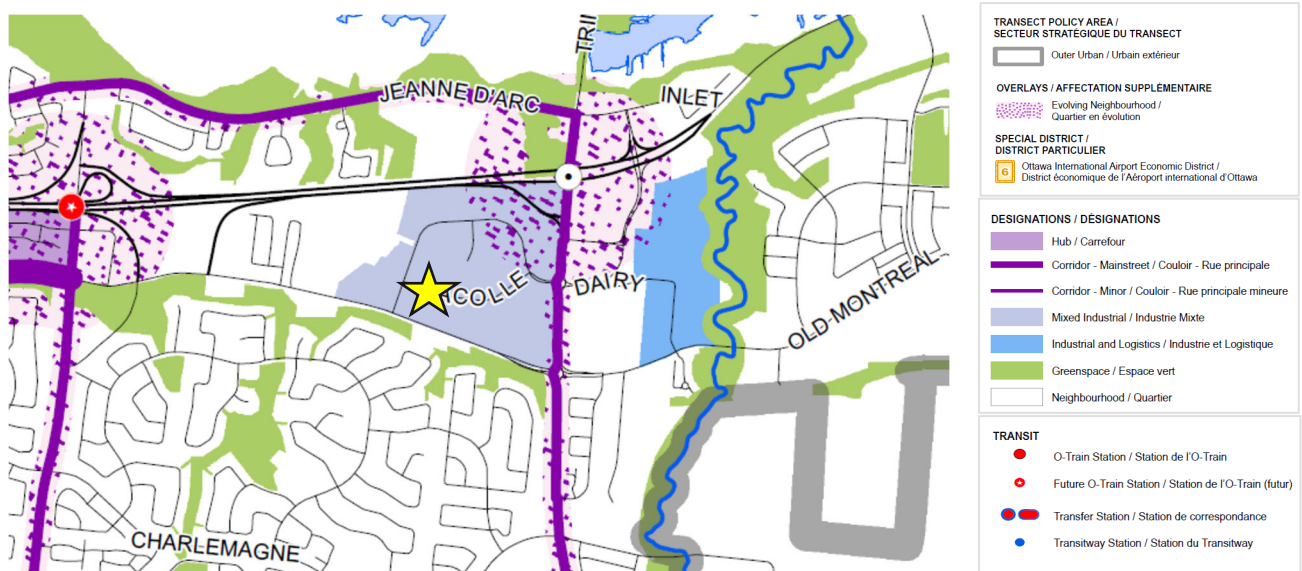 TRI
JEANNE D'ARC
INLET
COLLE
DAIRY
OLD MONTREAL
CHARLEMAGNE
TRANSECT POLICY AREA /
SECTEUR STRATÉGIQUE DU TRANSECT
Outer Urban / Urbain extérieur
OVERLAYS / AFFECTATION SUPPLÉMENTAIRE
Evolving Neighbourhood /
Quartier en évolution
SPECIAL DISTRICT /
DISTRICT PARTICULIER
6
Ottawa International Airport Economic District /
District économique de l'Aéroport international d'Ottawa
DESIGNATIONS / DÉSIGNATIONS
Hub / Carrefour
Corridor - Mainstreet / Couloir - Rue principale
Corridor - Minor / Couloir - Rue principale mineure
Mixed Industrial / Industrie Mixte
Industrial and Logistics / Industrie et Logistique
Greenspace / Espace vert
Neighbourhood / Quartier
TRANSIT
O-Train Station / Station de l'O-Train
Future O-Train Station / Station de l'O-Train (futur)
Transfer Station / Station de correspondance
Transitway Station / Station du Transitway